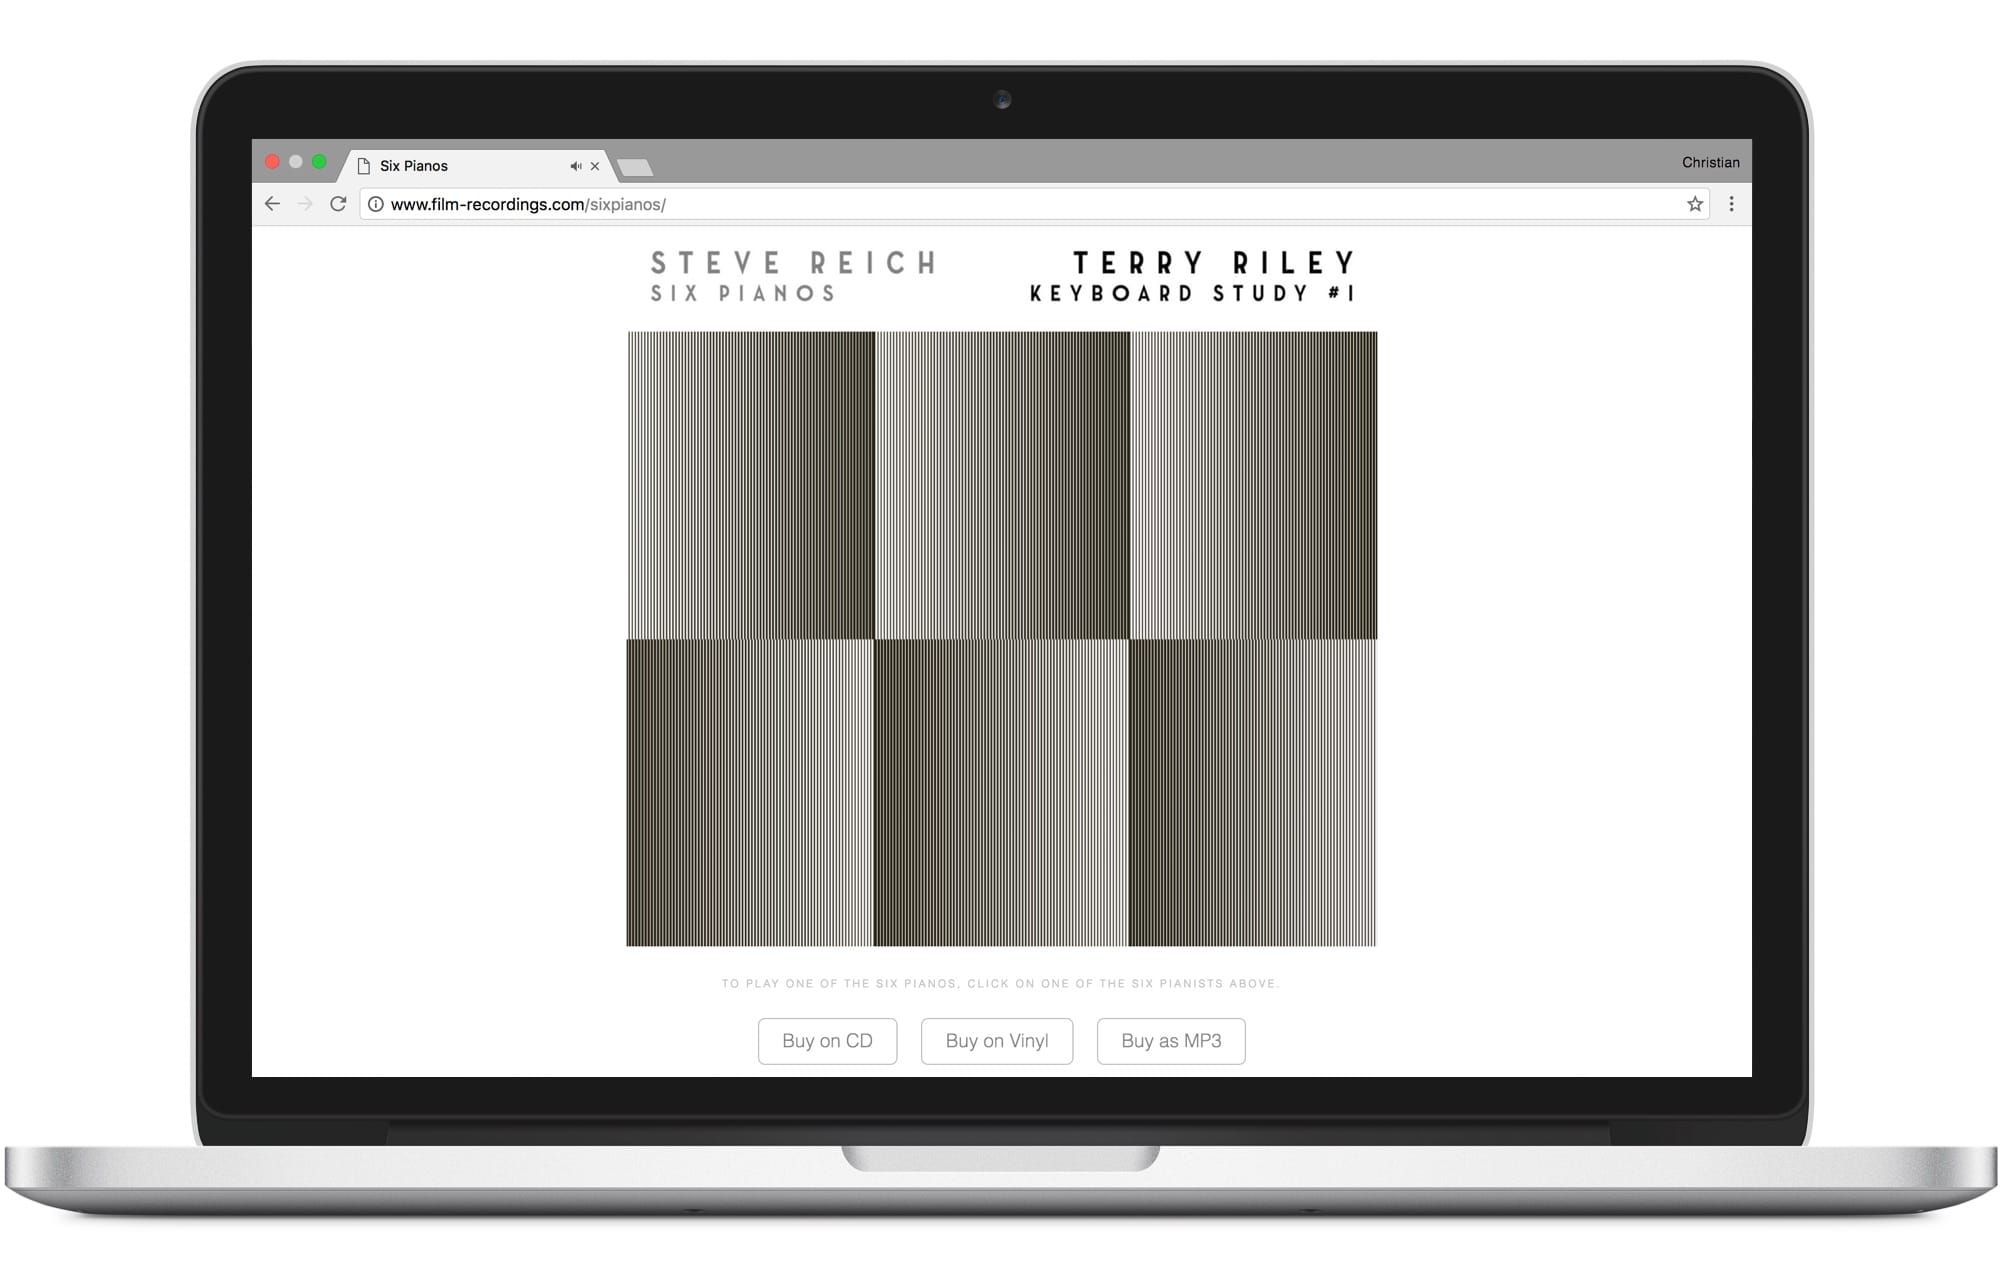 Six Pianos
Christian
www.film-recordings.com/sixpianos/
STEVE REICH
SIX PIANOS
TERRY RILEY
KEYBOARD STUDY #1
TO PLAY ONE OF THE SIX PIANOS, CLICK ON ONE OF THE SIX PIANISTS ABOVE.
Buy on CD
Buy on Vinyl
Buy as MP3